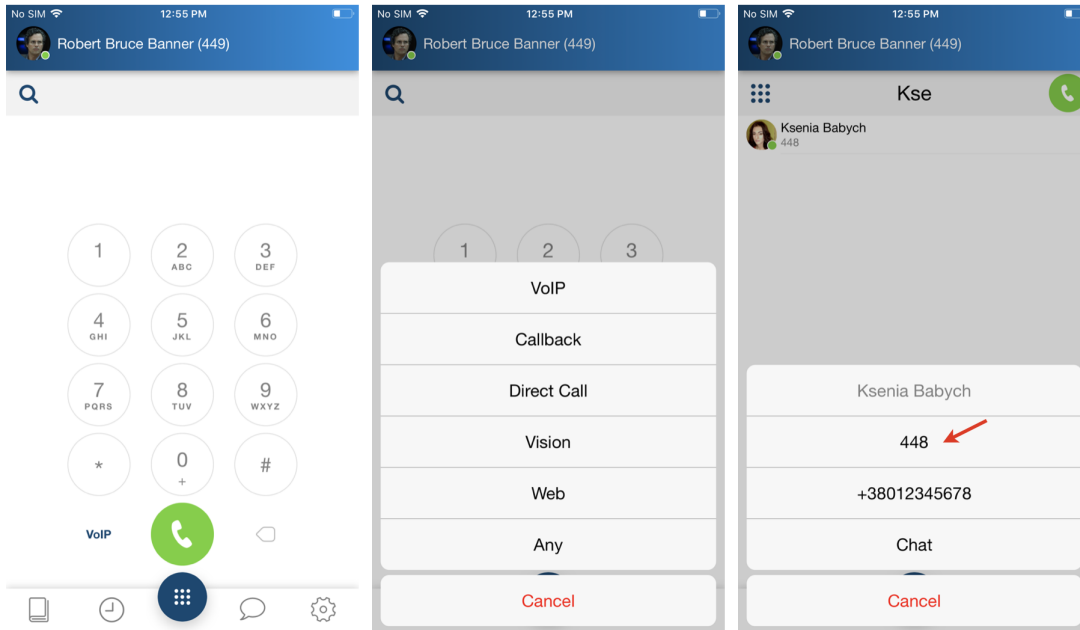 No SIM 12:55 PM
Robert Bruce Banner (449)
1 2 3
ABC DEF
4 5 6
GHI JKL MNO
7 8 9
PQRS TUV WXYZ
* 0 #
+
VoIP
No SIM 12:55 PM
Robert Bruce Banner (449)
1 2 3
VoIP
Callback
Direct Call
Vision
Web
Any
Cancel
No SIM 12:55 PM
Robert Bruce Banner (449)
Kse
Ksenia Babych
448
Ksenia Babych
448
+38012345678
Chat
Cancel